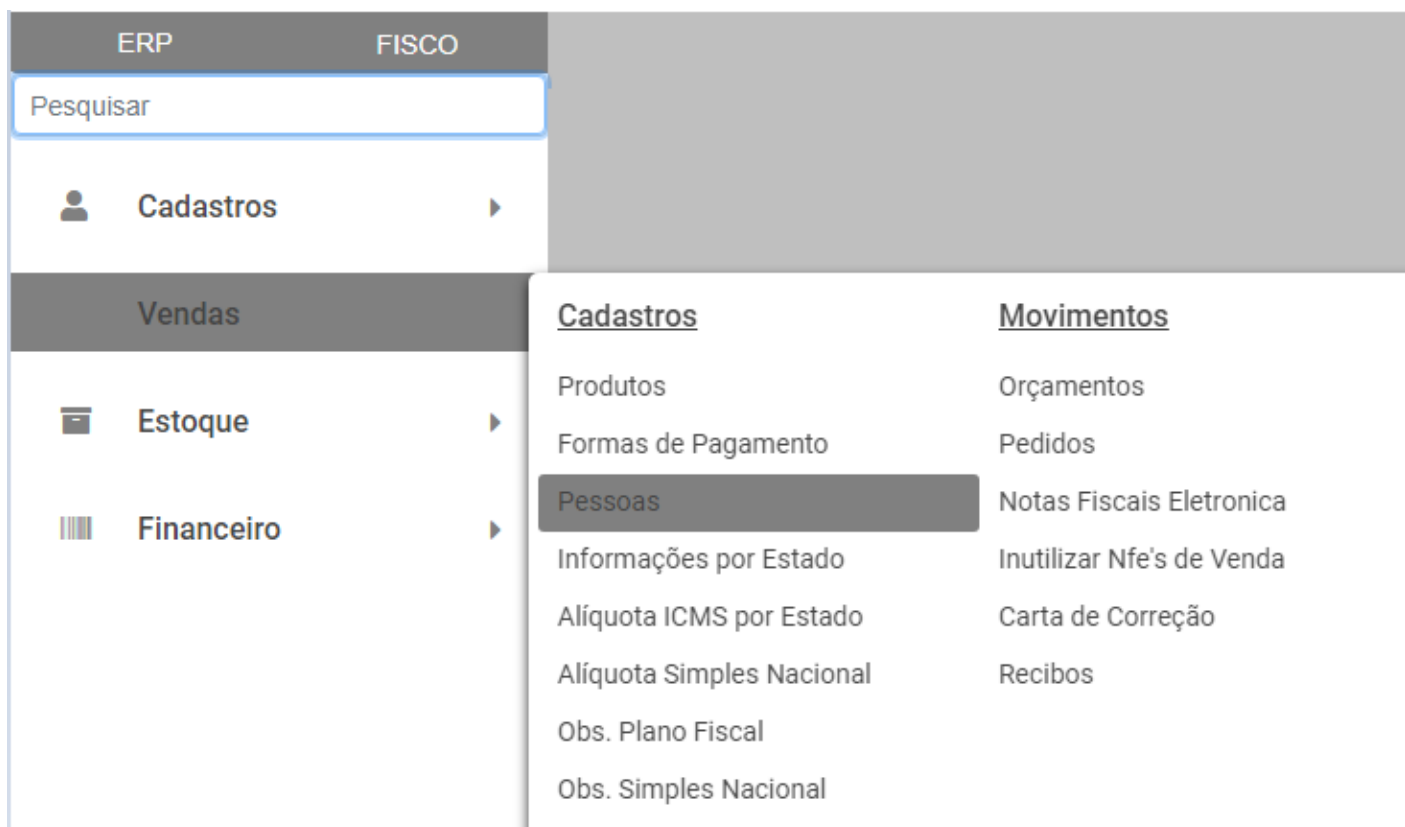 ERP FISCO
Pesquisar
Cadastros
Vendas
Estoque
Financeiro
Cadastros
Produtos
Formas de Pagamento
Pessoas
Informações por Estado
Alíquota ICMS por Estado
Alíquota Simples Nacional
Obs. Plano Fiscal
Obs. Simples Nacional
Movimentos
Orçamentos
Pedidos
Notas Fiscais Eletronica
Inutilizar Nfe's de Venda
Carta de Correção
Recibos